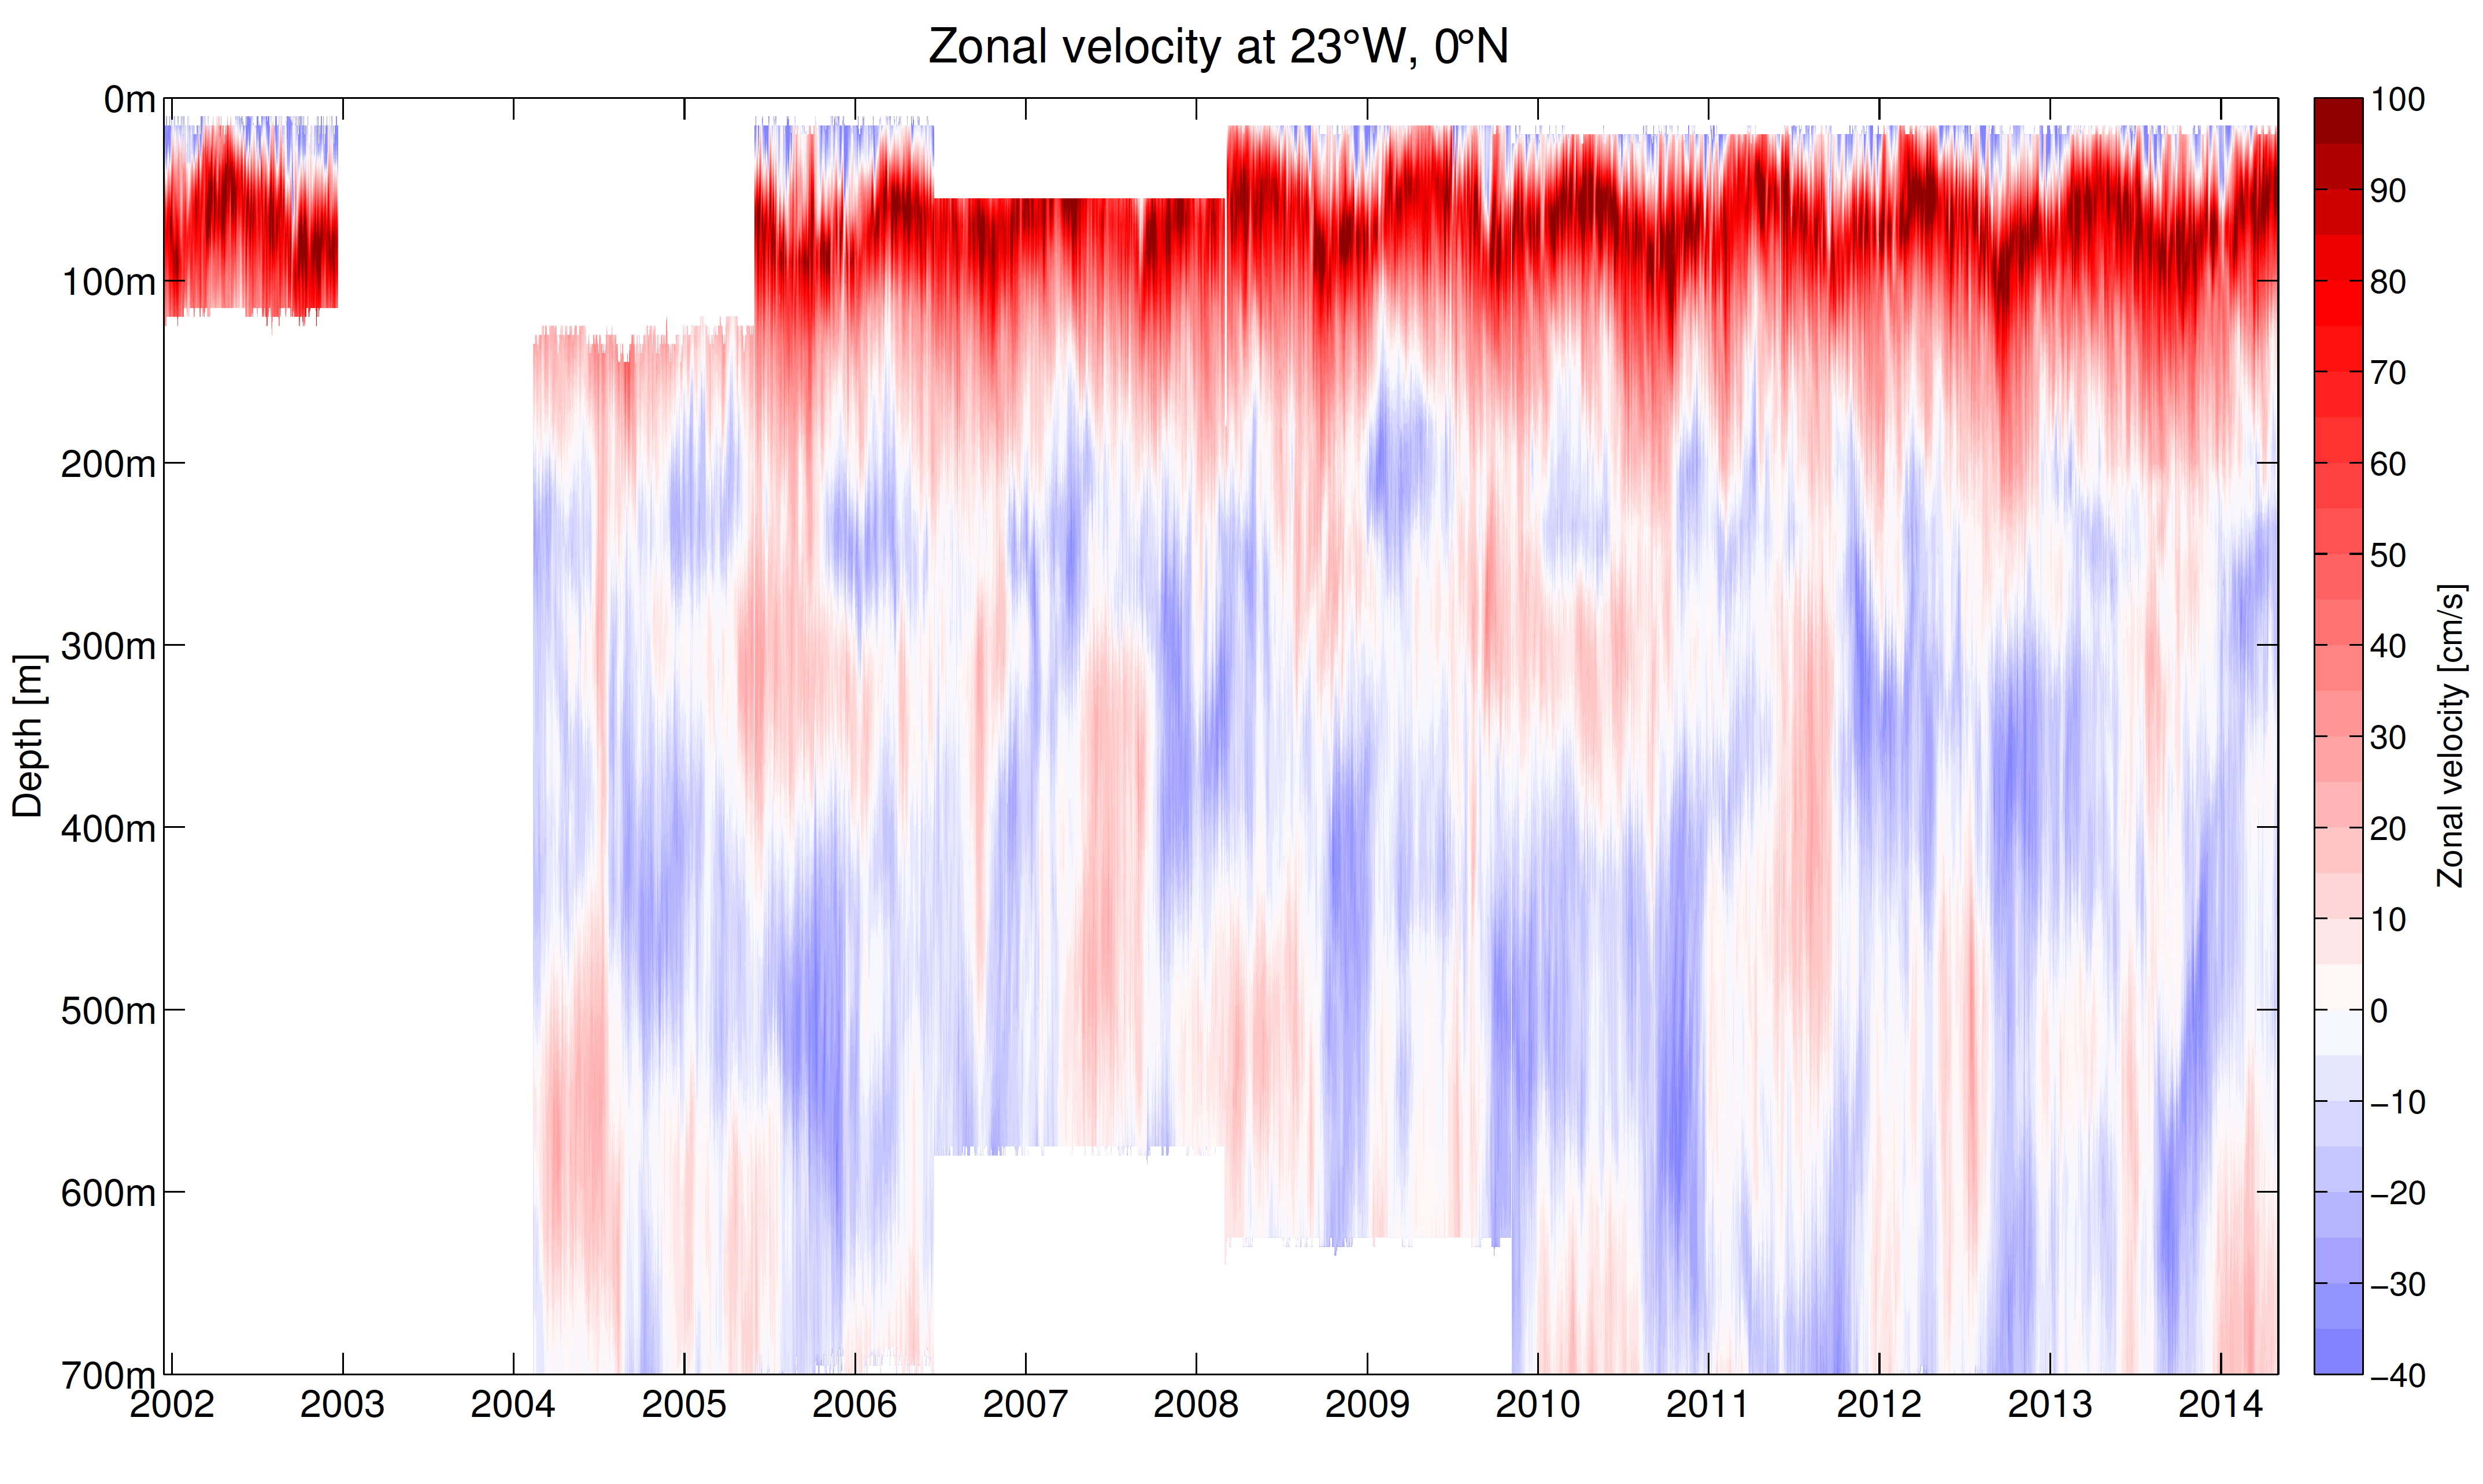 Zonal velocity at 23°W, 0°N
0m
100m
200m
300m
400m
500m
600m
700m
Depth [m]
2002 2003 2004 2005 2006 2007 2008 2009 2010 2011 2012 2013 2014
100
90
80
70
60
50
40
30
20
10
0
−10
−20
−30
−40
Zonal velocity [cm/s]